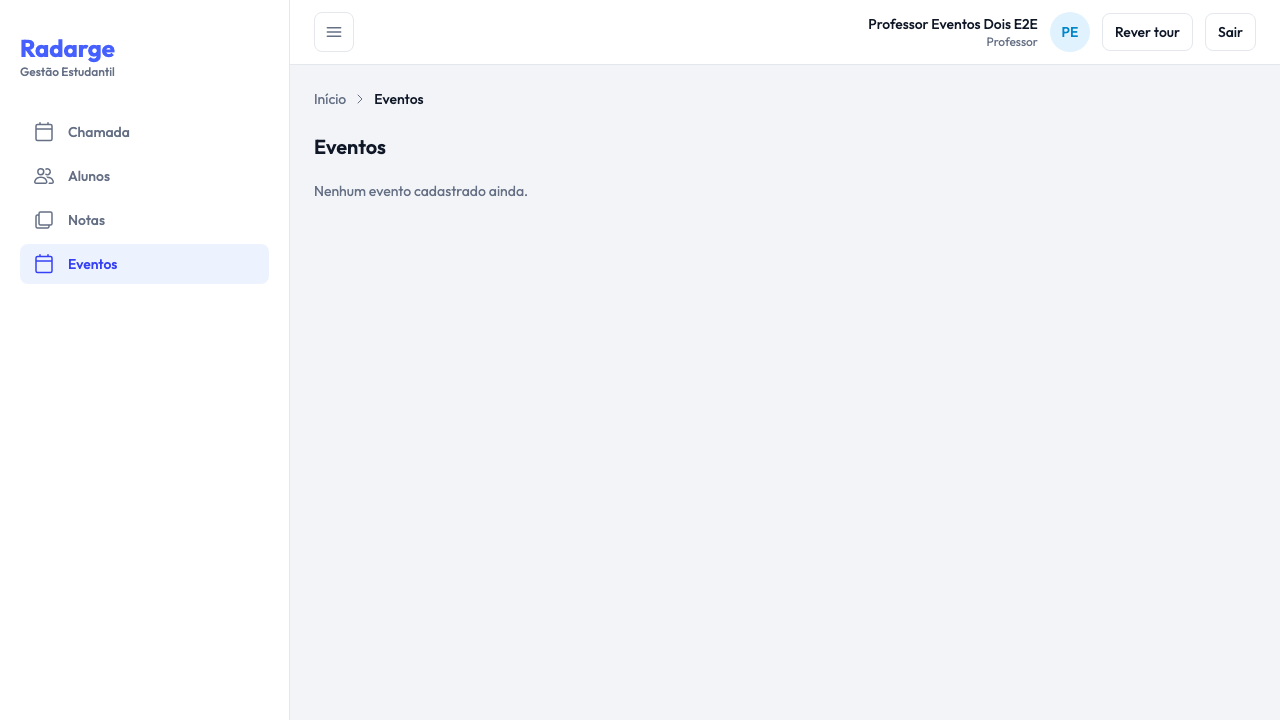 Radarge
Gestão Estudantil
Chamada
Alunos
Notas
Eventos
Professor Eventos Dois E2E
Professor
PE
Rever tour
Sair
Início
Eventos
Eventos
Nenhum evento cadastrado ainda.